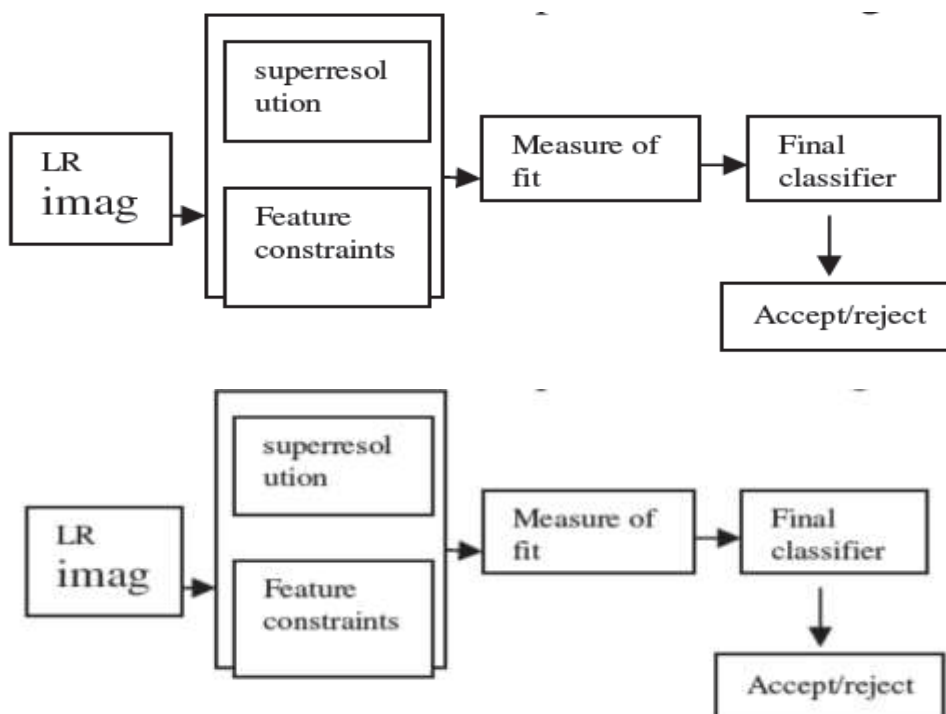 superresol
ution
LR
imag
Feature
constraints
Measure of
fit
Final
classifier
Accept/reject
superresol
ution
LR
imag
Feature
constraints
Measure of
fit
Final
classifier
Accept/reject